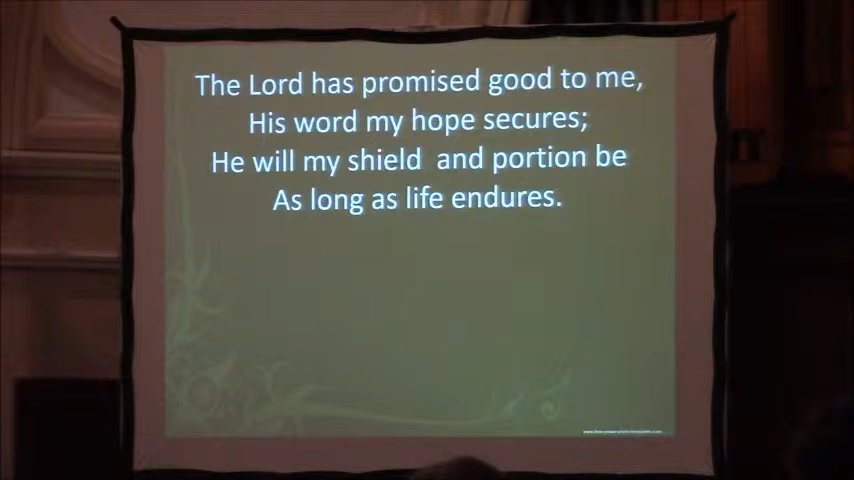 The Lord has promised good to me,
His word my hope secures;
He will my shield and portion be
As long as life endures.